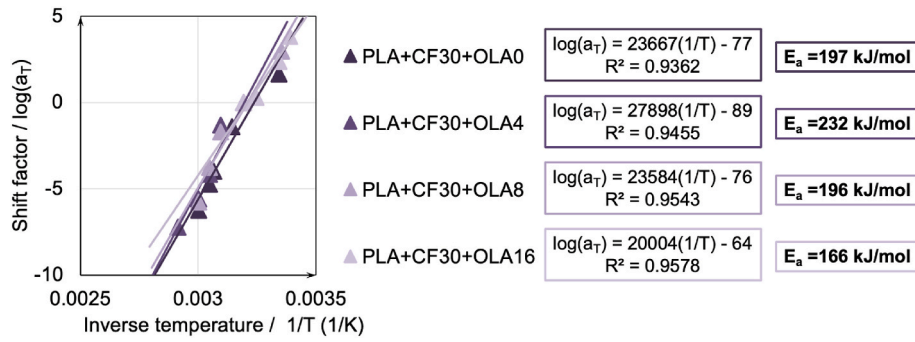 Shift factor / log(aT)
5
0
-5
-10
0.0025
0.003
0.0035
Inverse temperature / 1/T (1/K)
PLA+CF30+OLA0
log(aT) = 23667(1/T) - 77
R² = 0.9362
Ea =197 kJ/mol
PLA+CF30+OLA4
log(aT) = 27898(1/T) - 89
R² = 0.9455
Ea =232 kJ/mol
PLA+CF30+OLA8
log(aT) = 23584(1/T) - 76
R² = 0.9543
Ea =196 kJ/mol
PLA+CF30+OLA16
log(aT) = 20004(1/T) - 64
R² = 0.9578
Ea =166 kJ/mol